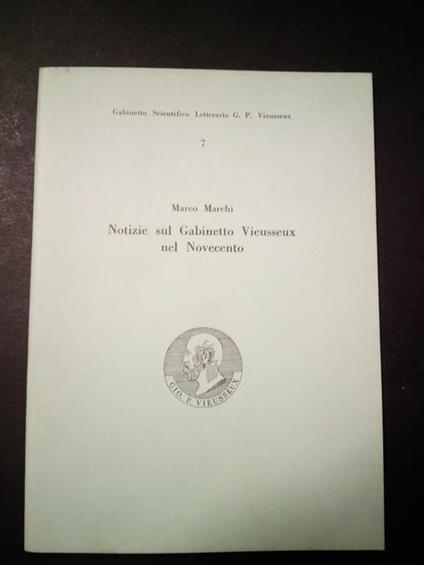 Gabinetto Scientifico Letterario G. P. Vieusseux
7
Marco Marchi
Notizie sul Gabinetto Vieusseux
nel Novecento
GIO. P. VIEUSSEUX